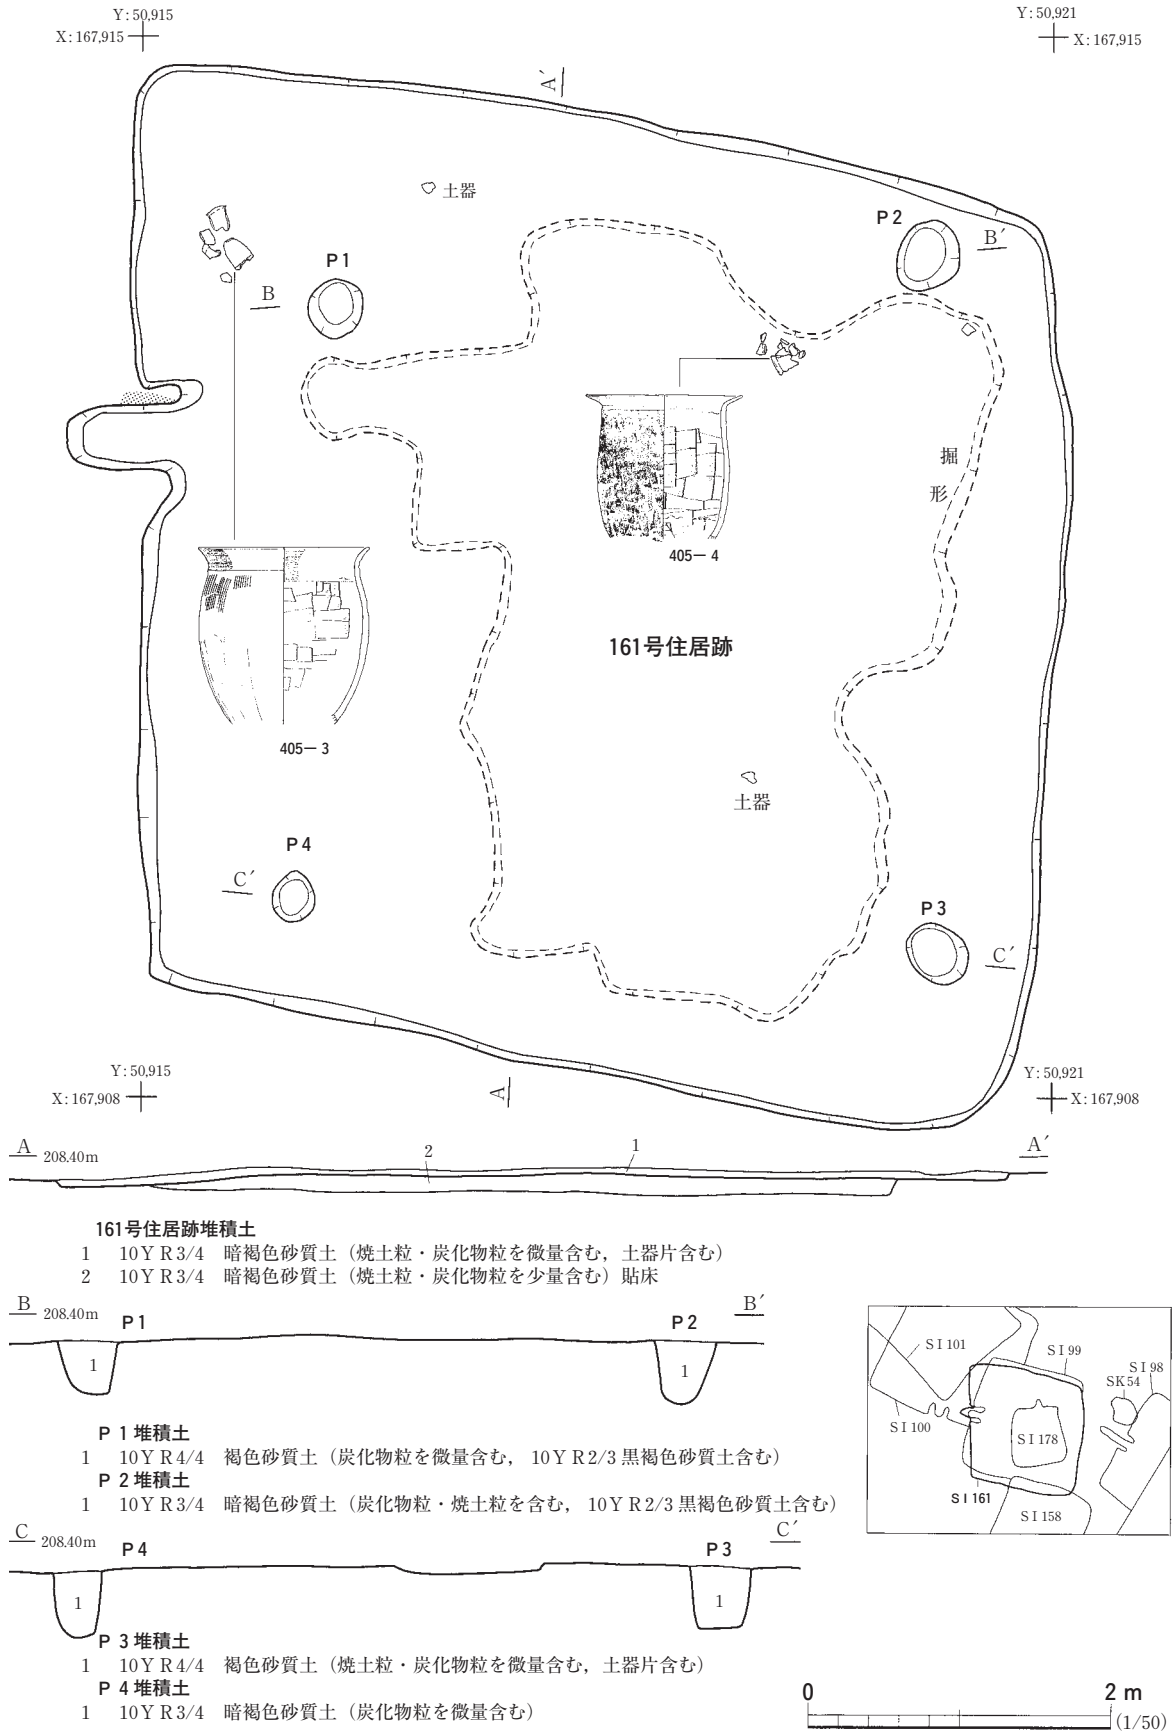 Y: 50,915
X: 167,915
Y: 50,921
X: 167,915
A′
土器
P 2
B′
P 1
B
掘
形
405－ 4
161号住居跡
405－ 3
土器
P 4
C′
P 3
C′
Y: 50,915
X: 167,908
A
Y: 50,921
X: 167,908
A 208.40m
2
1
A′
161号住居跡堆積土
1 10ＹＲ3/4 暗褐色砂質土（焼土粒・炭化物粒を微量含む，土器片含む）
2 10ＹＲ3/4 暗褐色砂質土（焼土粒・炭化物粒を少量含む）貼床
B 208.40m
P 1
P 2
B′
1
1
P 1 堆積土
1 10ＹＲ4/4 褐色砂質土（炭化物粒を微量含む， 10ＹＲ2/3 黒褐色砂質土含む）
P 2 堆積土
1 10ＹＲ3/4 暗褐色砂質土（炭化物粒・焼土粒を含む， 10ＹＲ2/3 黒褐色砂質土含む）
C 208.40m
P 4
P 3
C′
1
1
P 3 堆積土
1 10ＹＲ4/4 褐色砂質土（焼土粒・炭化物粒を微量含む，土器片含む）
P 4 堆積土
1 10ＹＲ3/4 暗褐色砂質土（炭化物粒を微量含む）
S I 101
S I 99
S I 98
SK 54
S I 100
S I 178
S I 161
S I 158
0
2 m
(1/50)